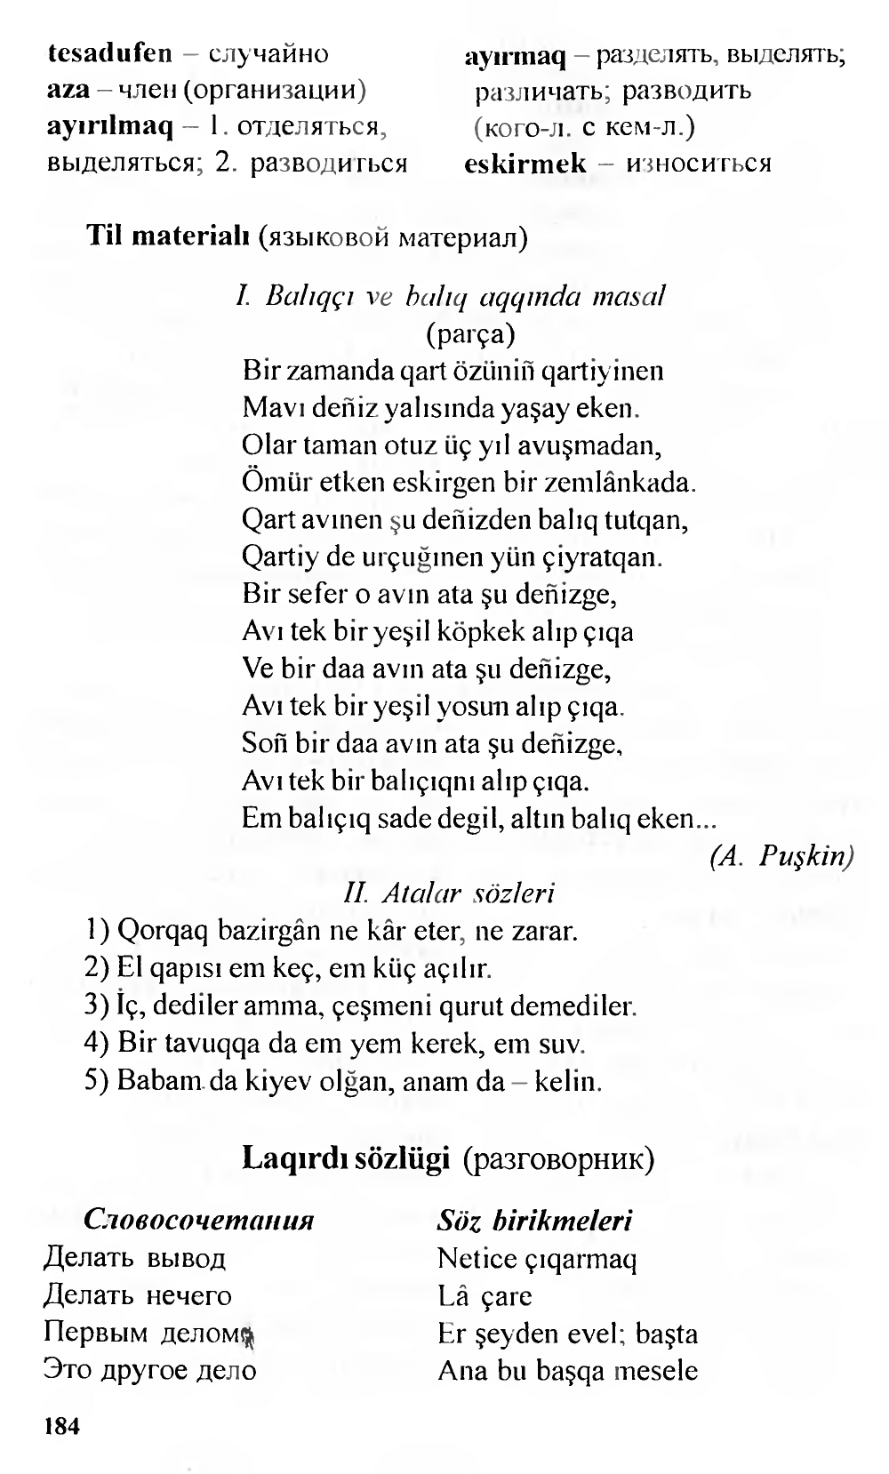 tesadufen – случайно
aza – член (организации)
ayırılmaq – 1. отделяться,
выделяться; 2. разводиться
ayırmaq – разделять, выделять;
различать; разводить
(кого-л. с кем-л.)
eskirmek – износиться
Til materialı (языковой материал)
I. Balıqçı ve balıq aqqında masal
(parça)
Bir zamanda qart özüniñ qartiyinen
Mavı deñiz yalısında yaşay eken.
Olar taman otuz üç yıl avuşmadan,
Ömür etken eskirgen bir zemlânkada.
Qart avınen şu deñizden balıq tutqan,
Qartiy de urçuğınen yün çiyratqan.
Bir sefer o avın ata şu deñizge,
Avı tek bir yeşil köpkek alıp çıqa
Ve bir daa avın ata şu deñizge,
Avı tek bir yeşil yosun alıp çıqa.
Soñ bir daa avın ata şu deñizge,
Avı tek bir balıçıqnı alıp çıqa.
Em balıçıq sade degil, altın balıq eken...
(A. Puşkin)
II. Atalar sözleri
1) Qorqaq bazirgân ne kâr eter, ne zarar.
2) El qapısı em keç, em küç açılır.
3) İç, dediler amma, çeşmeni qurut demediler.
4) Bir tavuqqa da em yem kerek, em suv.
5) Babam da kiyev olğan, anam da – kelin.
Laqırdı sözlügi (разговорник)
Словосочетания Söz birikmeleri
Делать вывод Netice çıqarmaq
Делать нечего Lâ çare
Первым делом Er şeyden evel; başta
Это другое дело Ana bu başqa mesele
184